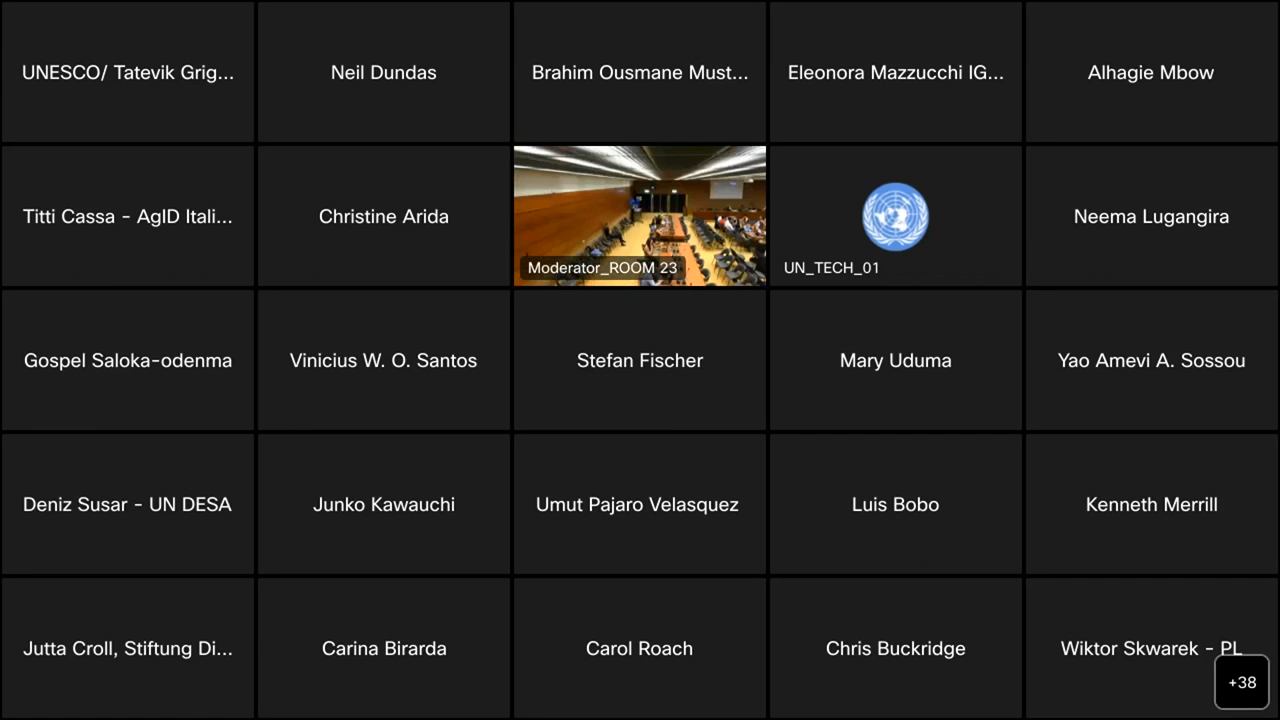 UNESCO/ Tatevik Grig...
Neil Dundas
Brahim Ousmane Must...
Eleonora Mazzucchi IG...
Alhagie Mbow
Titti Cassa - AgID Itali...
Christine Arida
Moderator_ROOM 23
UN_TECH_01
Neema Lugangira
Gospel Saloka-odenma
Vinicius W. O. Santos
Stefan Fischer
Mary Uduma
Yao Amevi A. Sossou
Deniz Susar - UN DESA
Junko Kawauchi
Umut Pajaro Velasquez
Luis Bobo
Kenneth Merrill
Jutta Croll, Stiftung Di...
Carina Birarda
Carol Roach
Chris Buckridge
Wiktor Skwarek - PL
+38